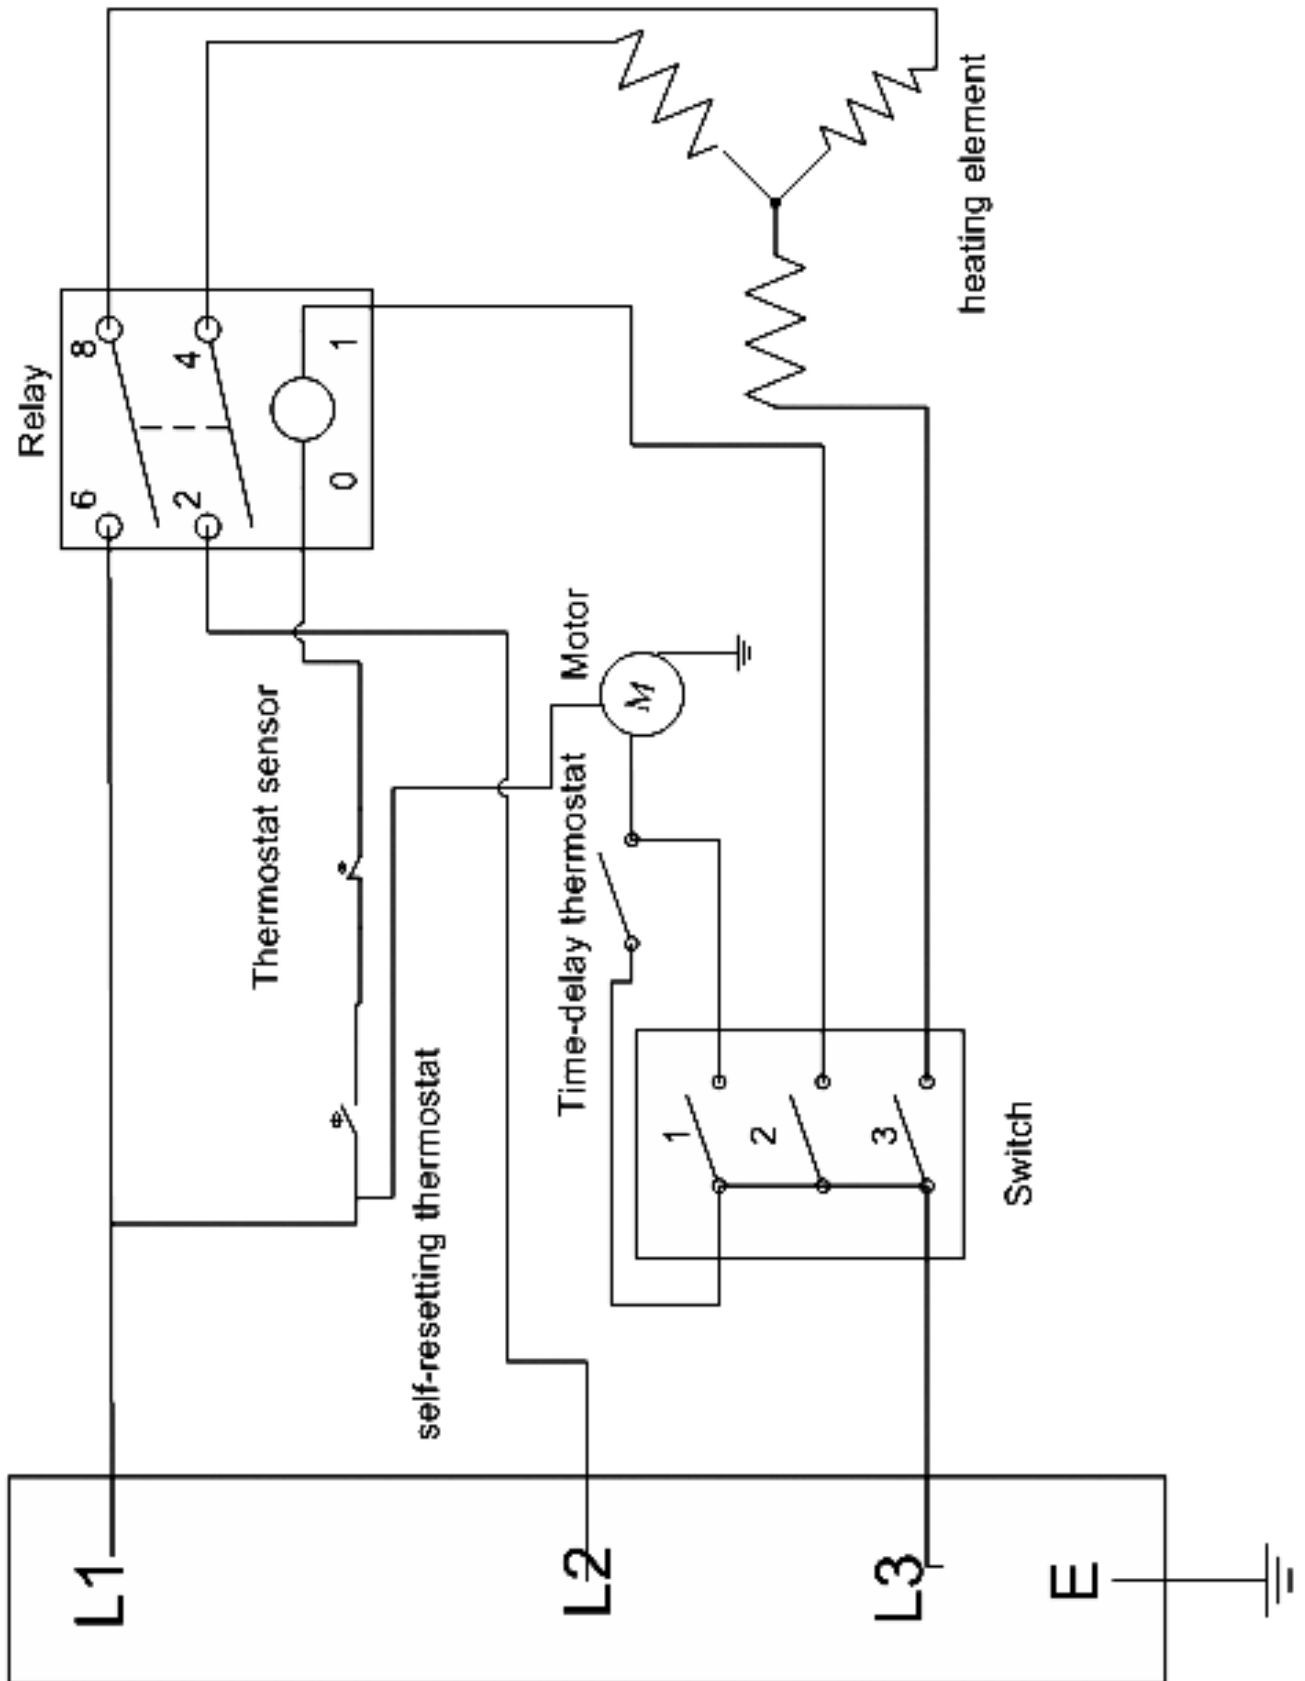 Relay
6
8
2
4
0
1
heating element
Thermostat sensor
Motor
M
self-resetting thermostat
Time-delay thermostat
1
2
3
Switch
L1
L2
L3
E